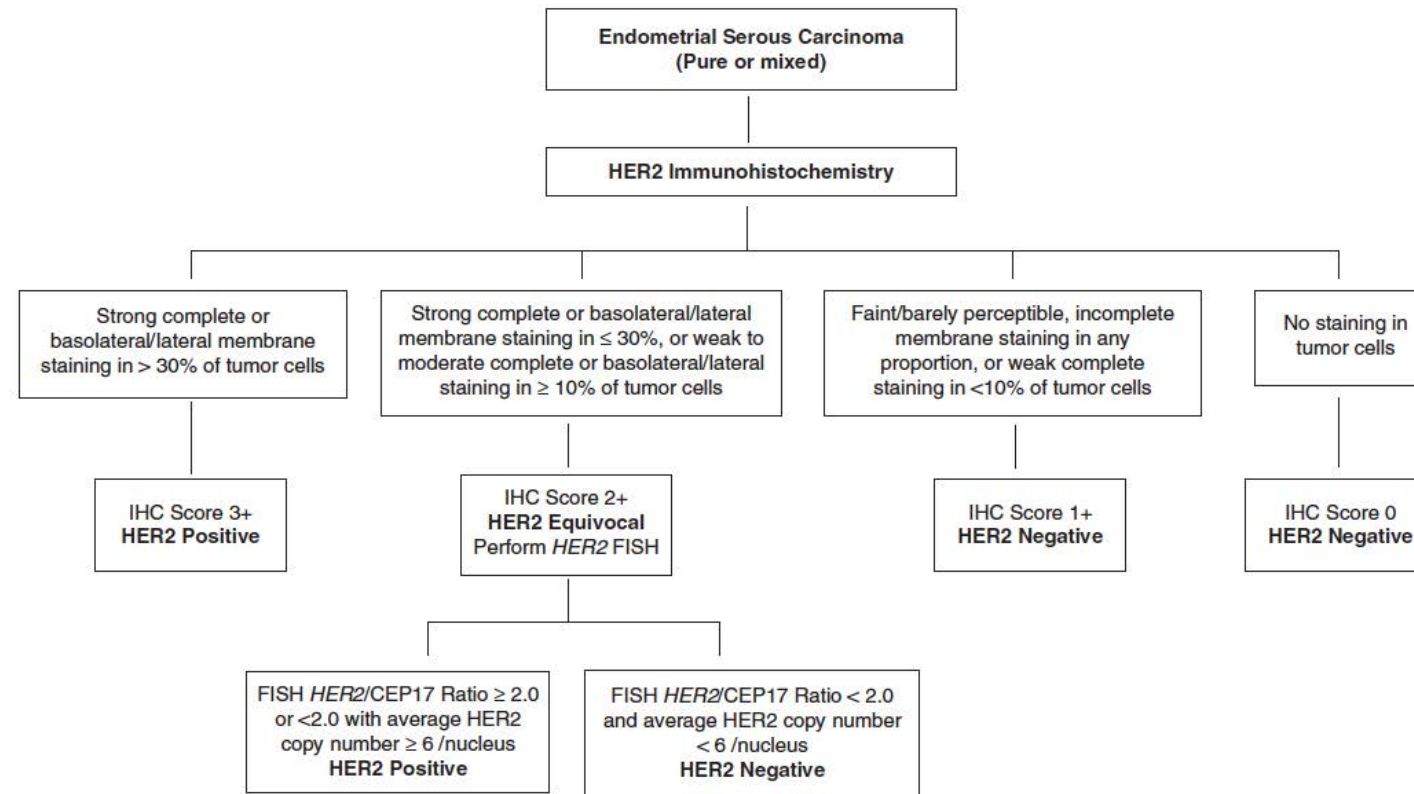 Endometrial Serous Carcinoma
(Pure or mixed)
HER2 Immunohistochemistry
Strong complete or
basolateral/lateral membrane
staining in > 30% of tumor cells
Strong complete or basolateral/lateral
membrane staining in ≤ 30%, or weak to
moderate complete or basolateral/lateral
staining in ≥ 10% of tumor cells
Faint/barely perceptible, incomplete
membrane staining in any
proportion, or weak complete
staining in <10% of tumor cells
No staining in
tumor cells
IHC Score 3+
HER2 Positive
IHC Score 2+
HER2 Equivocal
Perform HER2 FISH
IHC Score 1+
HER2 Negative
IHC Score 0
HER2 Negative
FISH HER2/CEP17 Ratio ≥ 2.0
or <2.0 with average HER2
copy number ≥ 6 /nucleus
HER2 Positive
FISH HER2/CEP17 Ratio < 2.0
and average HER2 copy number
< 6 /nucleus
HER2 Negative